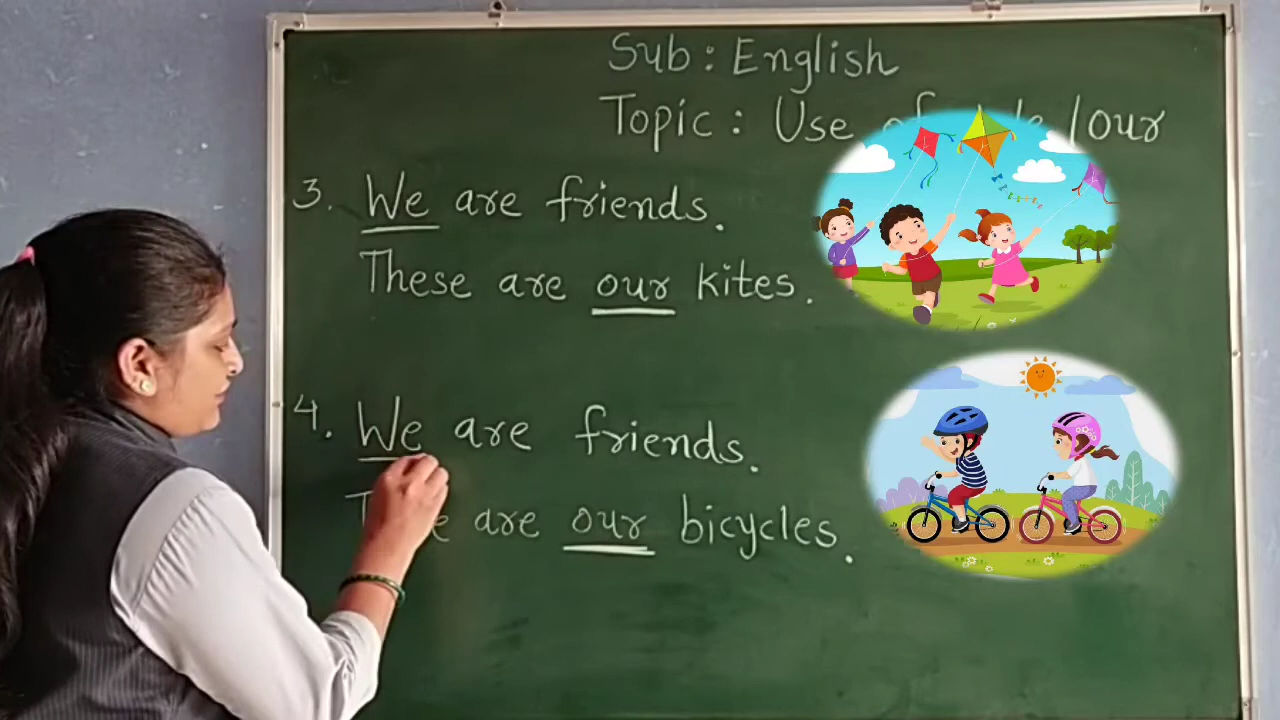 Sub : English
Topic : Use of /our
3. We are friends.
These are our kites.
4. We are friends.
are our bicycles.